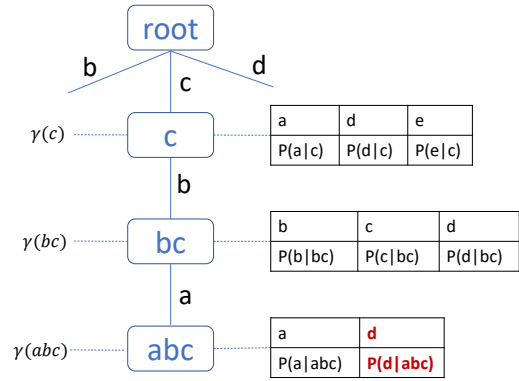 root
b
c
d
γ(c)
c
a d e
P(a|c) P(d|c) P(e|c)
b
γ(bc)
bc
b c d
P(b|bc) P(c|bc) P(d|bc)
a
γ(abc)
abc
a d
P(a|abc) P(d|abc)